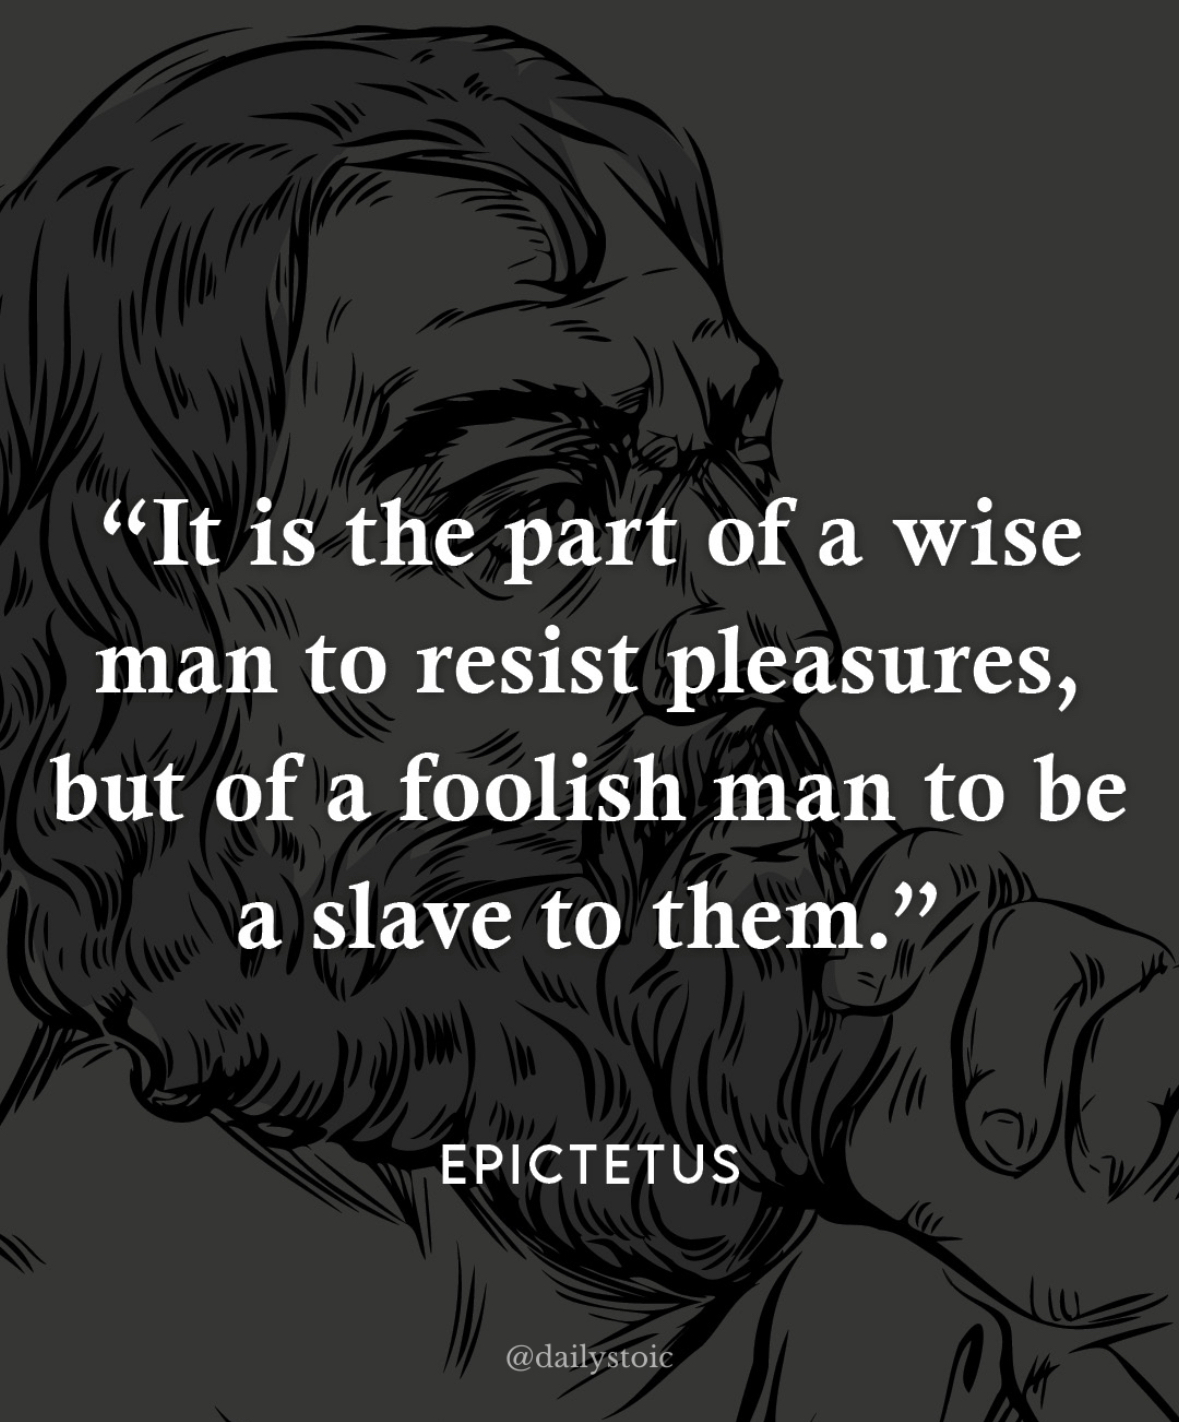 “It is the part of a wise
man to resist pleasures,
but of a foolish man to be
a slave to them.”
EPICTETUS
@dailystoic